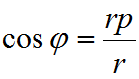 cos φ = rp / r